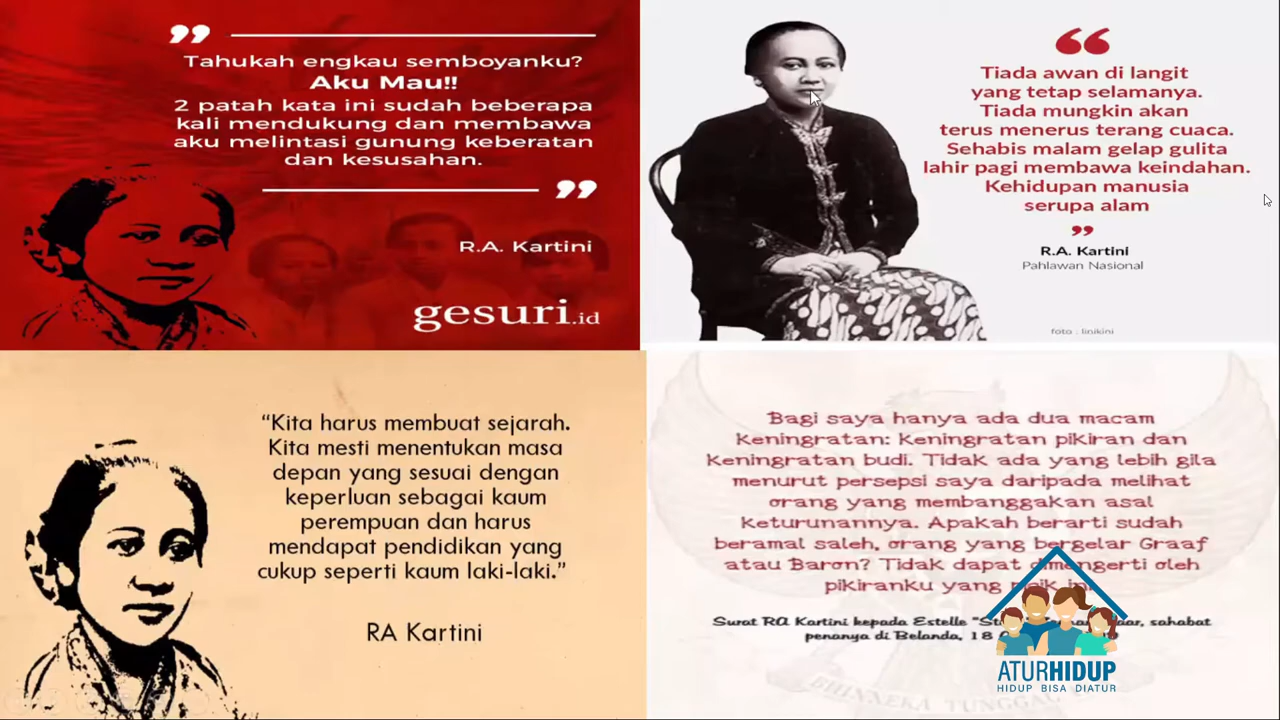 Tahukah engkau semboyanku?
Aku Mau!!
2 patah kata ini sudah beberapa
kali mendukung dan membawa
aku melintasi gunung keberatan
dan kesusahan.
R.A. Kartini
gesuri.id
Tiada awan di langit
yang tetap selamanya.
Tiada mungkin akan
terus menerus terang cuaca.
Sehabis malam gelap gulita
lahir pagi membawa keindahan.
Kehidupan manusia
serupa alam
R.A. Kartini
Pahlawan Nasional
foto : linikini
“Kita harus membuat sejarah.
Kita mesti menentukan masa
depan yang sesuai dengan
keperluan sebagai kaum
perempuan dan harus
mendapat pendidikan yang
cukup seperti kaum laki-laki.”
RA Kartini
Bagi saya hanya ada dua macam
keningratan: keningratan pikiran dan
keningratan budi. Tidak ada yang lebih gila
menurut persepsi saya daripada melihat
orang yang membanggakan asal
keturunannya. Apakah berarti sudah
beramal saleh, orang yang bergelar Graaf
atau Baron? Tidak dapat dimengerti oleh
pikiranku yang
Surat RA Kartini kepada Estelle sahabat
penanya di Belanda, 18
BHINNEKA TUNGGAL
ATURHIDUP
HIDUP BISA DIATUR